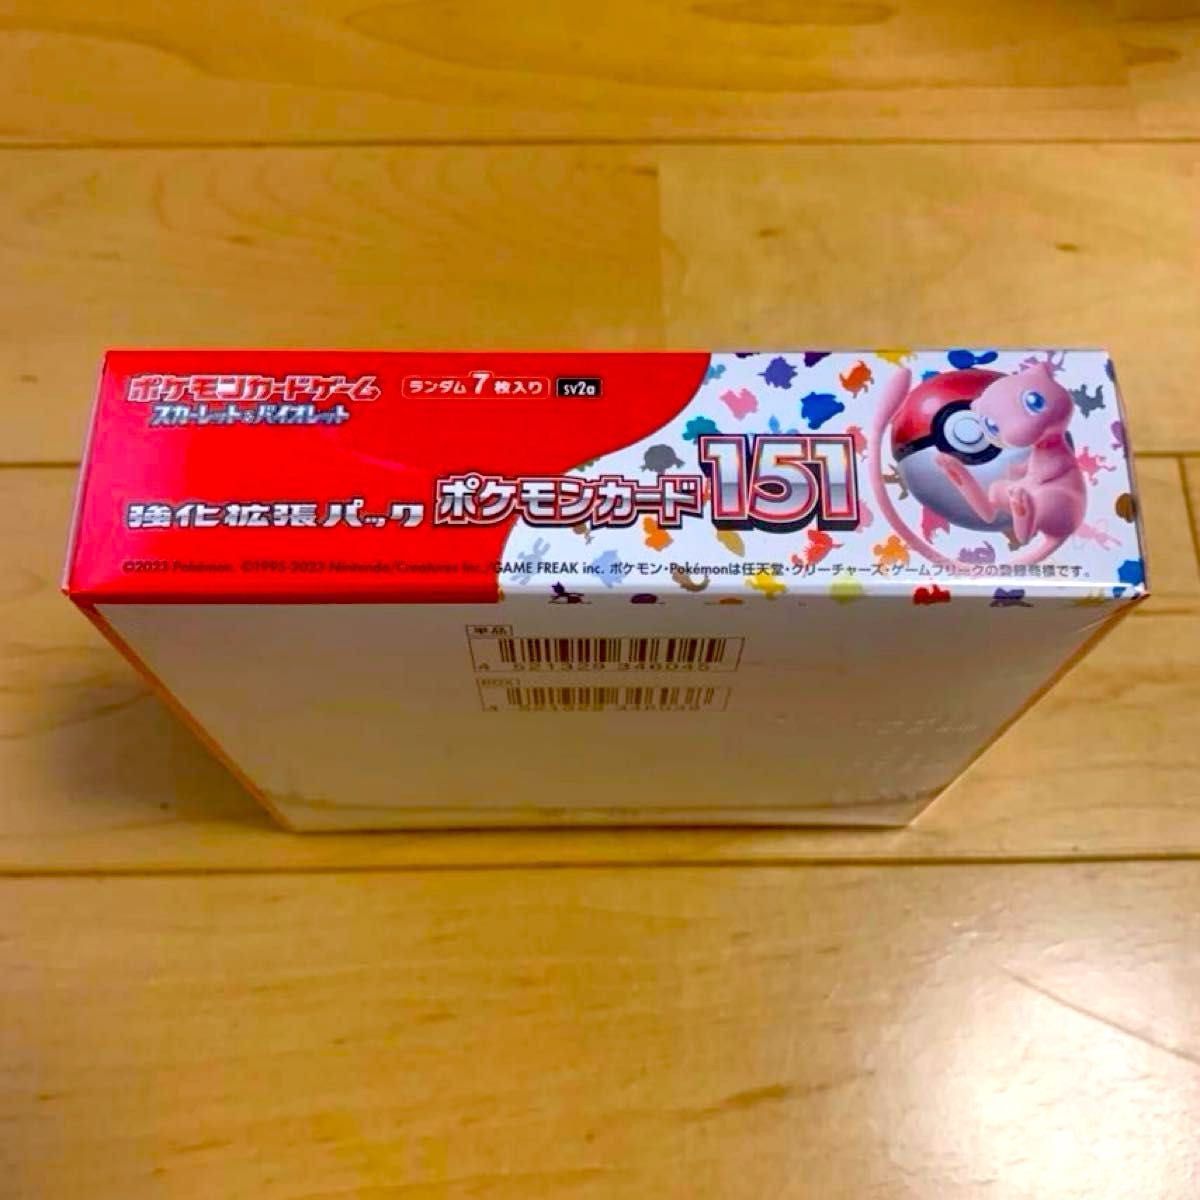 ポケモンカードゲーム
スカーレット&バイオレット
ランダム7枚入り
sv2a
強化拡張パック
ポケモンカード151
©2023 Pokémon. ©1995-2023 Nintendo/Creatures Inc./GAME FREAK inc. ポケモン・Pokémonは任天堂・クリーチャーズ・ゲームフリークの登録商標です。
単品
4 521329 346045
BOX